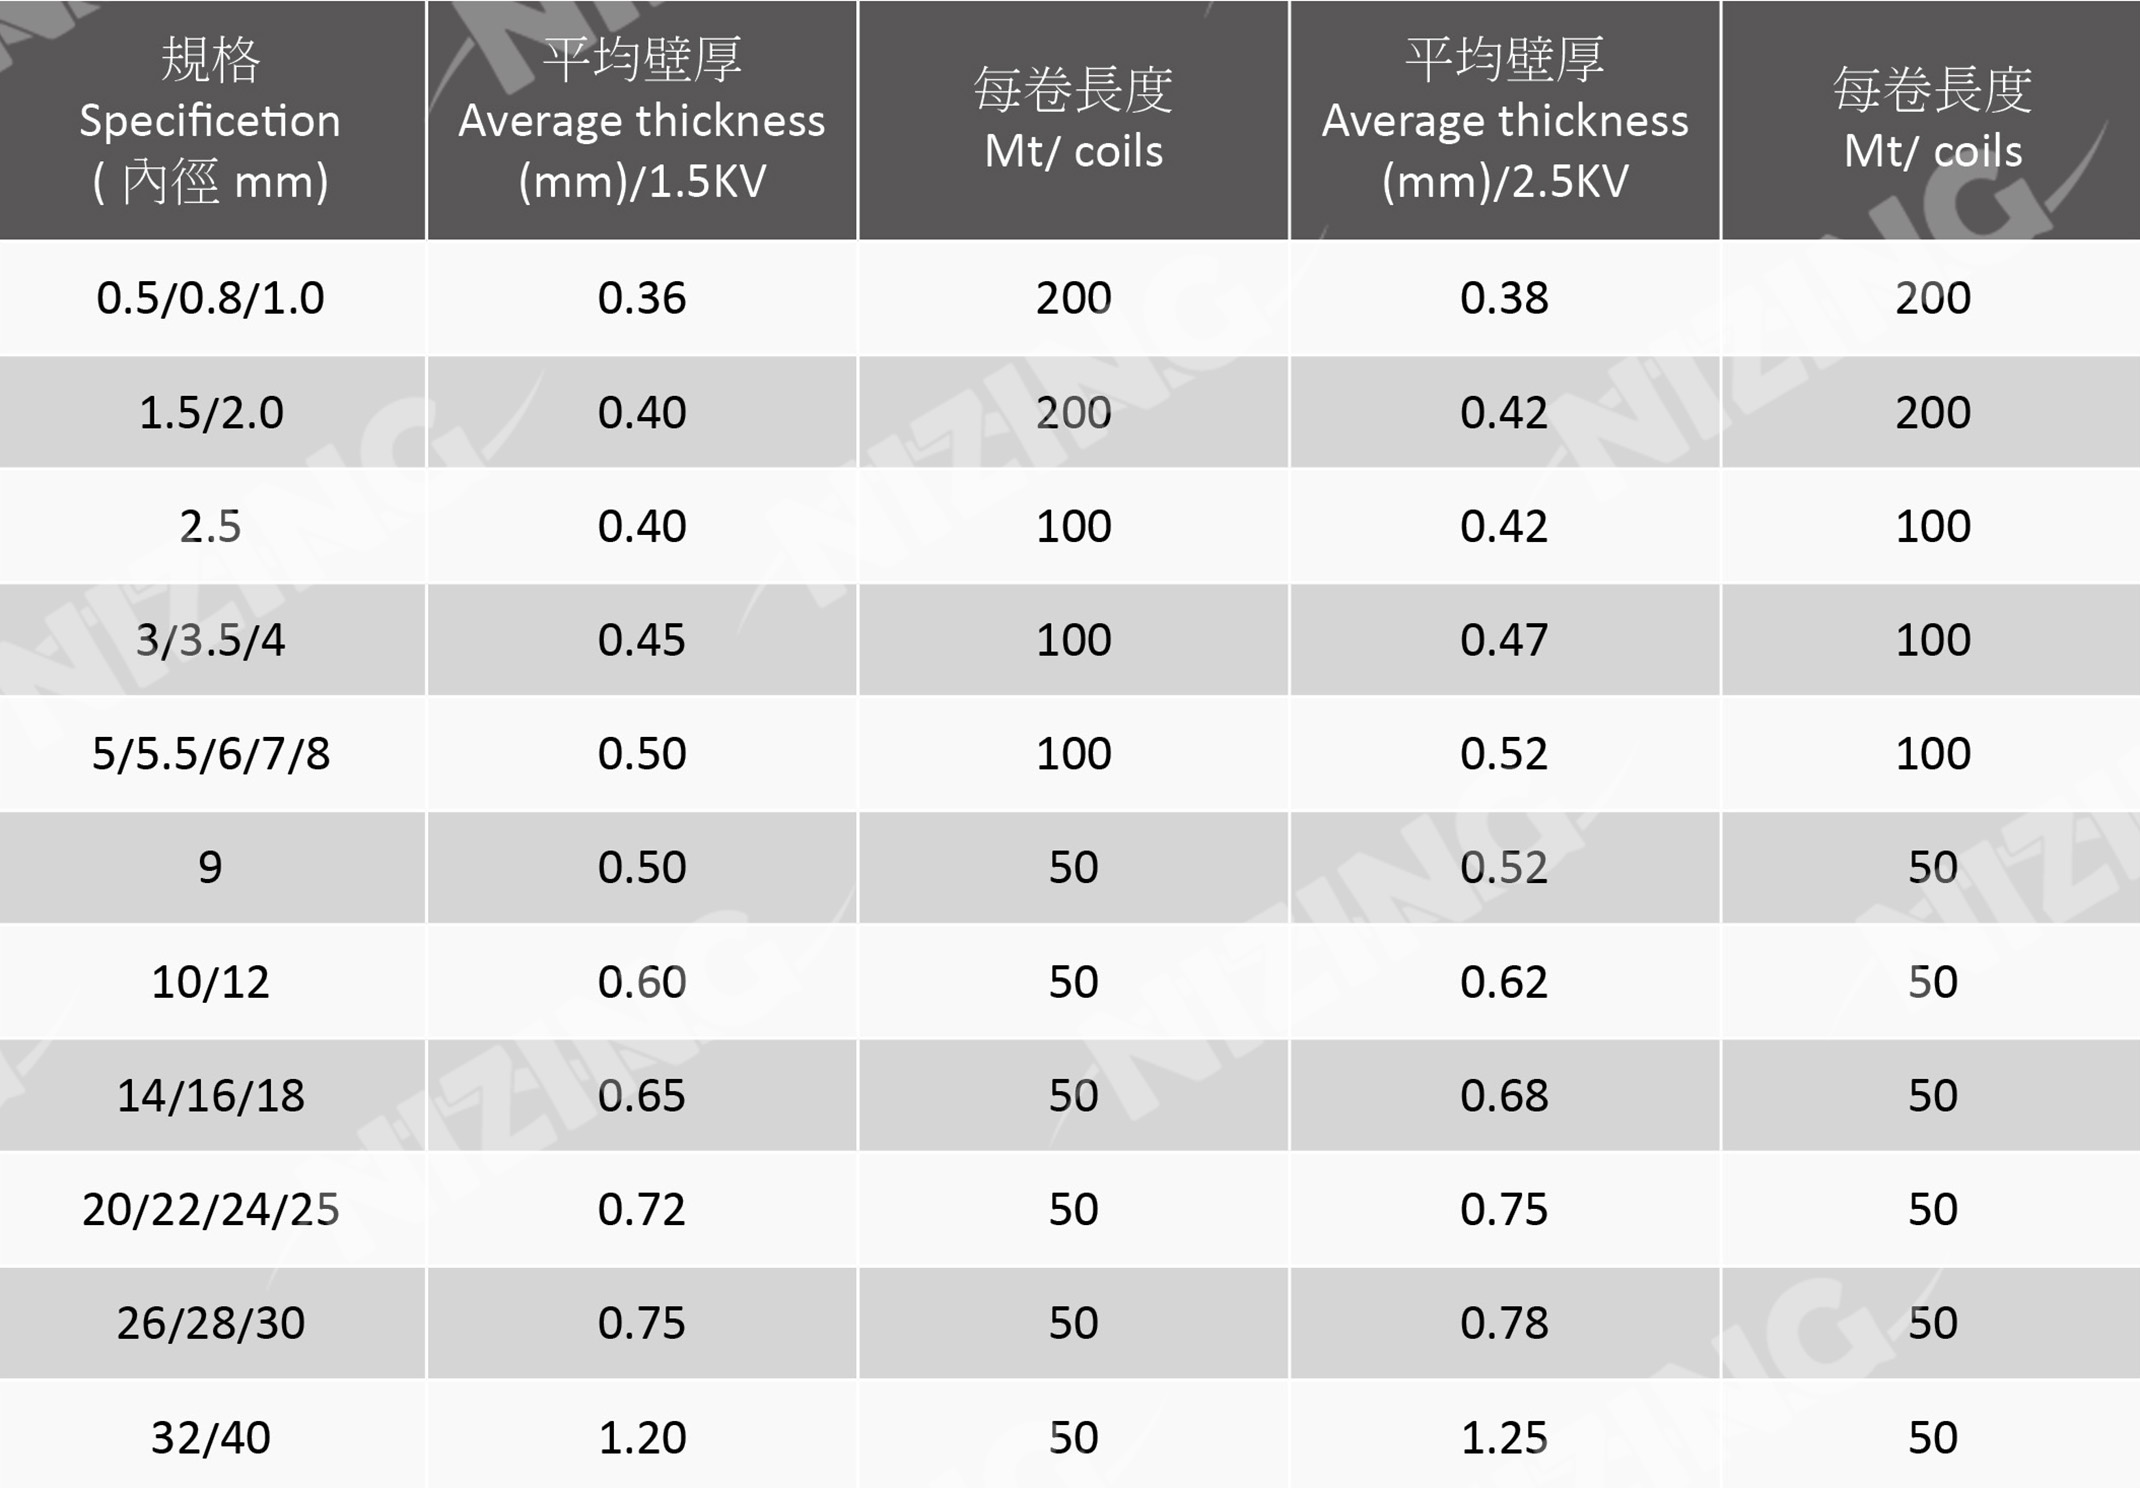 規格
Specificetion
( 內徑 mm)
平均壁厚
Average thickness
(mm)/1.5KV
每卷長度
Mt/ coils
平均壁厚
Average thickness
(mm)/2.5KV
每卷長度
Mt/ coils
0.5/0.8/1.0 0.36 200 0.38 200
1.5/2.0 0.40 200 0.42 200
2.5 0.40 100 0.42 100
3/3.5/4 0.45 100 0.47 100
5/5.5/6/7/8 0.50 100 0.52 100
9 0.50 50 0.52 50
10/12 0.60 50 0.62 50
14/16/18 0.65 50 0.68 50
20/22/24/25 0.72 50 0.75 50
26/28/30 0.75 50 0.78 50
32/40 1.20 50 1.25 50
NIZING
NIZING
NIZING
NIZING
NIZING